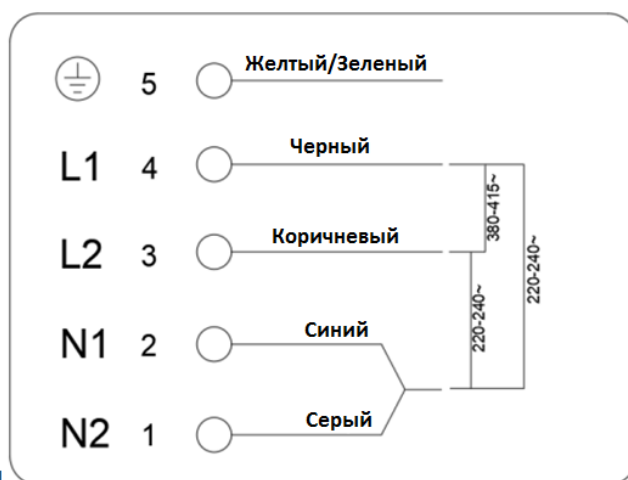 5 Желтый/Зеленый
L1 4 Черный
L2 3 Коричневый
N1 2 Синий
N2 1 Серый
380-415~
220-240~
220-240~